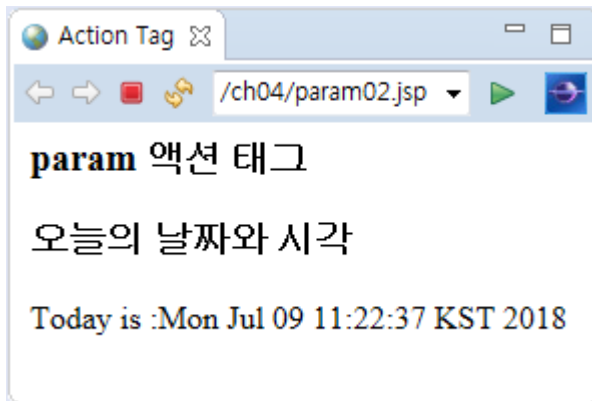 Action Tag
/ch04/param02.jsp
param 액션 태그
오늘의 날짜와 시각
Today is :Mon Jul 09 11:22:37 KST 2018